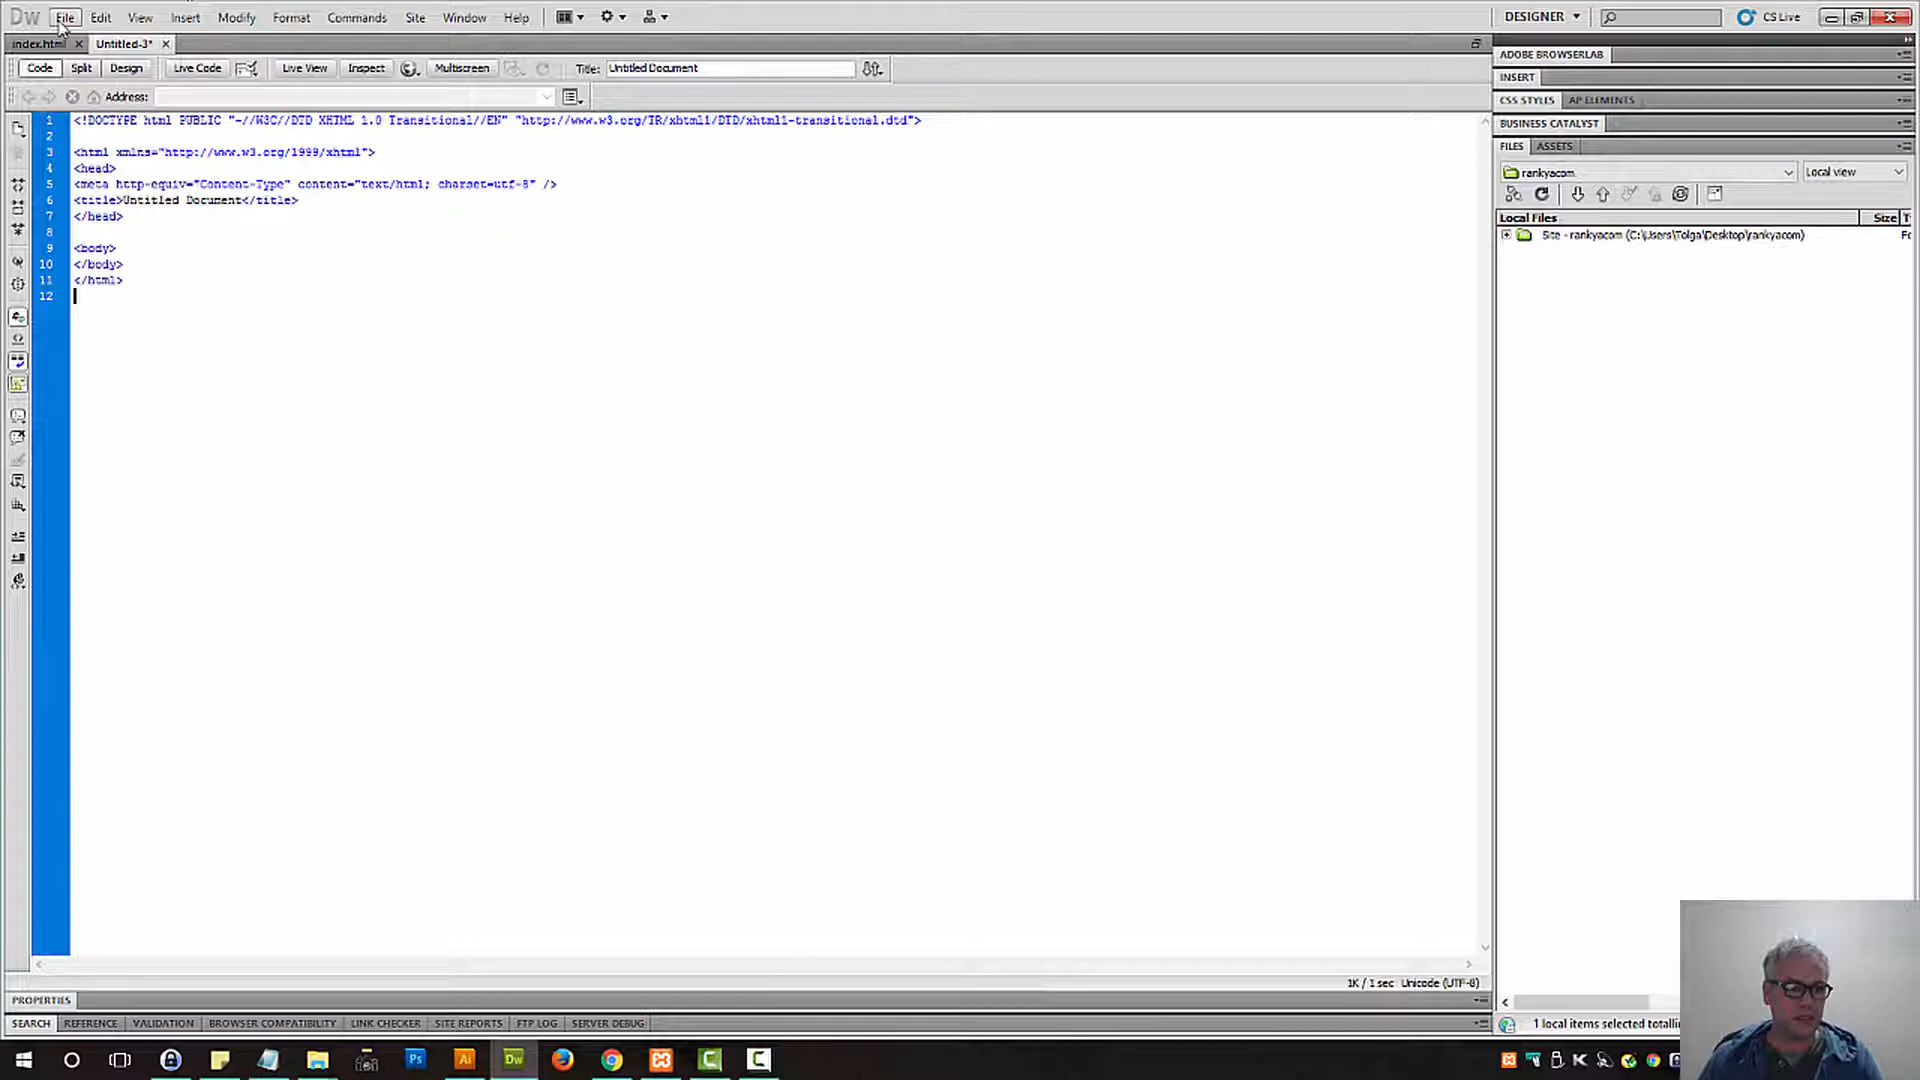 Dw File Edit View Insert Modify Format Commands Site Window Help DESIGNER CS Live
index.html Untitled-3*
Code Split Design Live Code Live View Inspect Multiscreen Title: Untitled Document
Address:
1 <!DOCTYPE html PUBLIC "-//W3C//DTD XHTML 1.0 Transitional//EN" "http://www.w3.org/TR/xhtml1/DTD/xhtml1-transitional.dtd">
2
3 <html xmlns="http://www.w3.org/1999/xhtml">
4 <head>
5 <meta http-equiv="Content-Type" content="text/html; charset=utf-8" />
6 <title>Untitled Document</title>
7 </head>
8
9 <body>
10 </body>
11 </html>
12
1K / 1 sec Unicode (UTF-8)
PROPERTIES
SEARCH REFERENCE VALIDATION BROWSER COMPATIBILITY LINK CHECKER SITE REPORTS FTP LOG SERVER DEBUG
ADOBE BROWSERLAB
INSERT
CSS STYLES AP ELEMENTS
BUSINESS CATALYST
FILES ASSETS
rankyacom Local view
Local Files Size T
Site - rankyacom (C:\Users\Tolga\Desktop\rankyacom) Fo
1 local items selected totalli
Ps Ai Dw